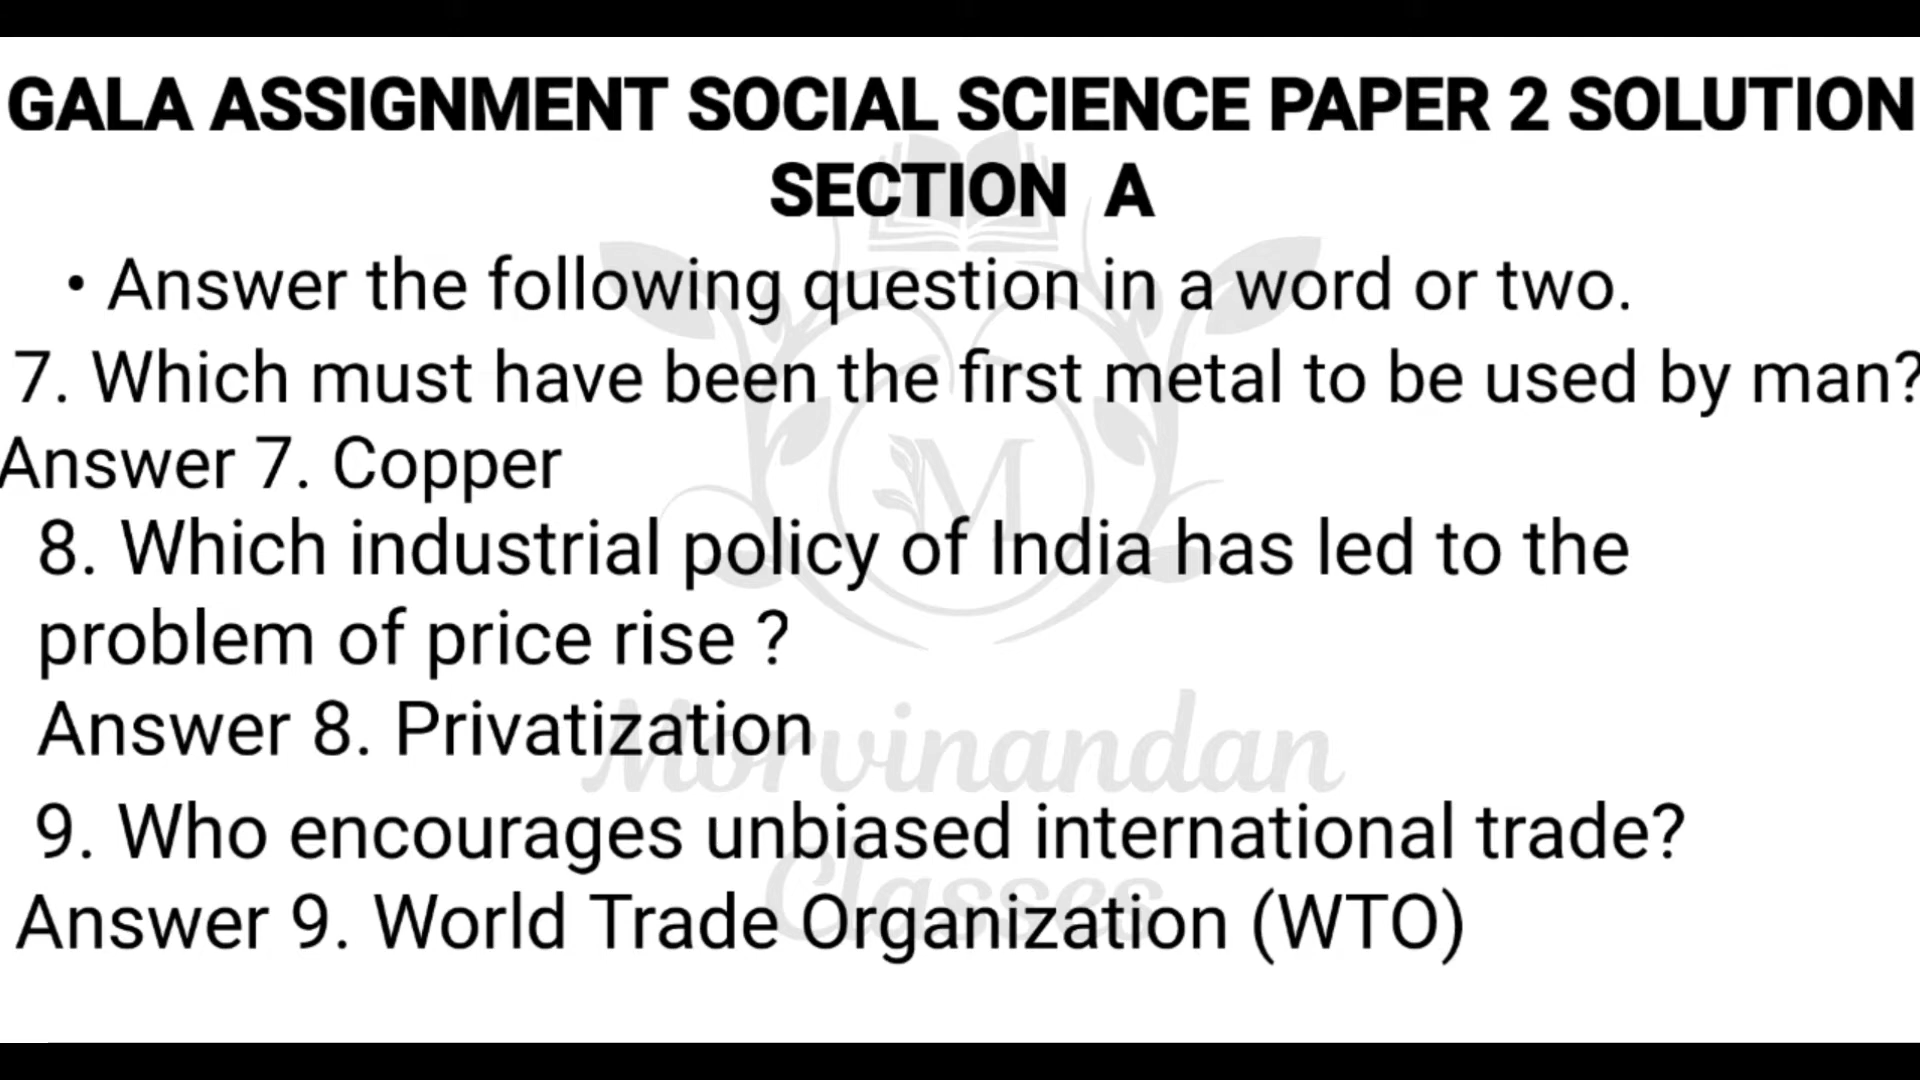 GALA ASSIGNMENT SOCIAL SCIENCE PAPER 2 SOLUTION
SECTION A
• Answer the following question in a word or two.
7. Which must have been the first metal to be used by man?
Answer 7. Copper
8. Which industrial policy of India has led to the
problem of price rise ?
Answer 8. Privatization
9. Who encourages unbiased international trade?
Answer 9. World Trade Organization (WTO)
M
Morvinandan
Classes